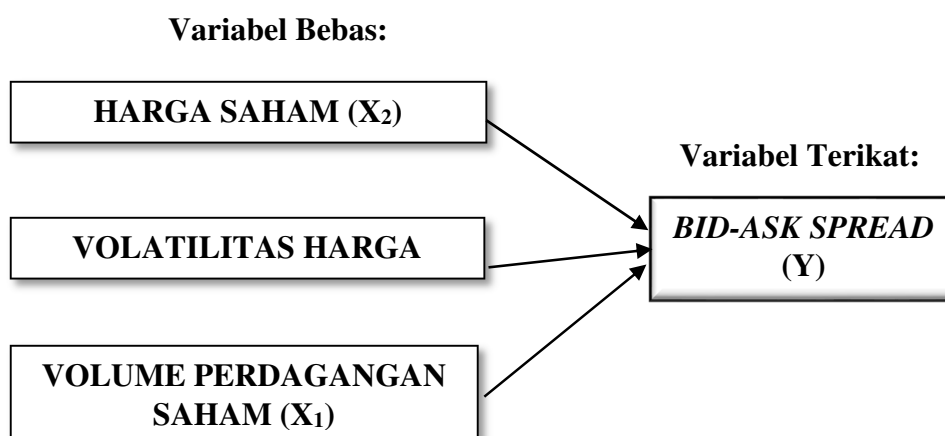 Variabel Bebas:
HARGA SAHAM (X₂)
VOLATILITAS HARGA
VOLUME PERDAGANGAN
SAHAM (X₁)
Variabel Terikat:
BID-ASK SPREAD
(Y)